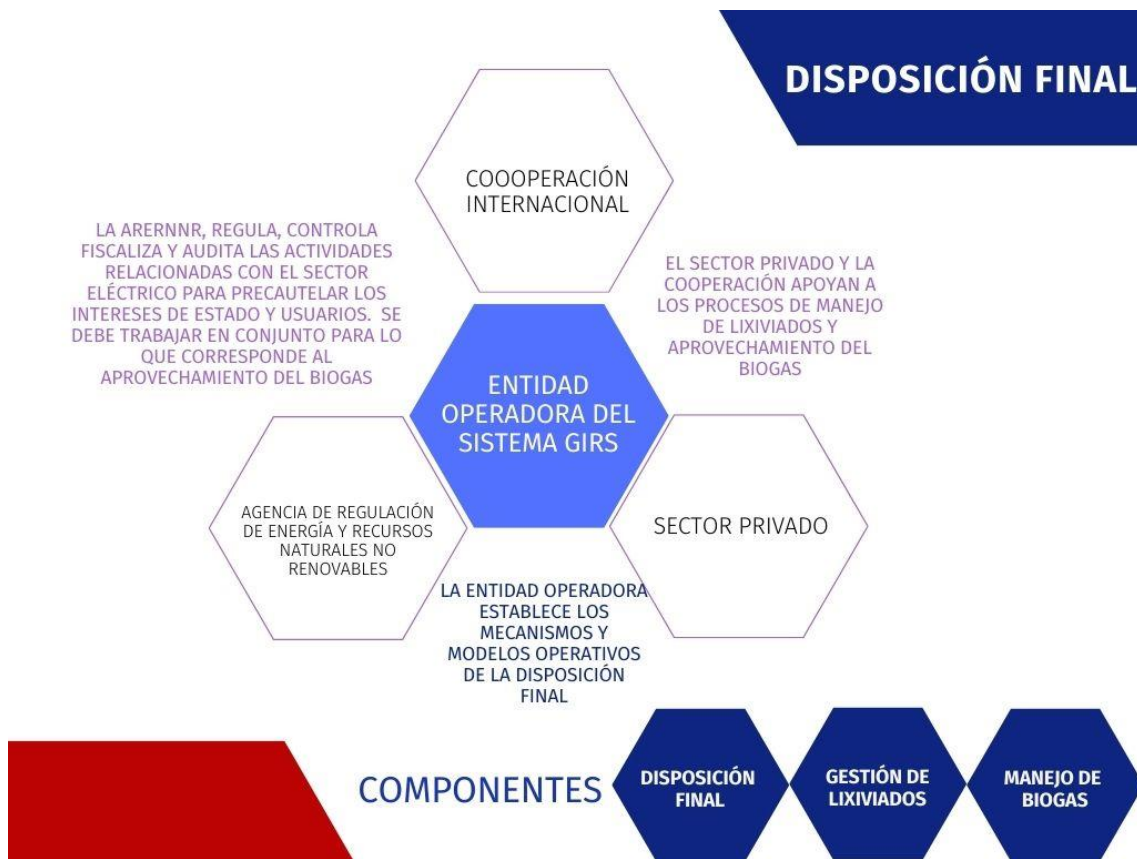 DISPOSICIÓN FINAL
COOOPERACIÓN
INTERNACIONAL
LA ARERNNR, REGULA, CONTROLA
FISCALIZA Y AUDITA LAS ACTIVIDADES
RELACIONADAS CON EL SECTOR
ELÉCTRICO PARA PRECAUTELAR LOS
INTERESES DE ESTADO Y USUARIOS. SE
DEBE TRABAJAR EN CONJUNTO PARA LO
QUE CORRESPONDE AL
APROVECHAMIENTO DEL BIOGAS
EL SECTOR PRIVADO Y LA
COOPERACIÓN APOYAN A
LOS PROCESOS DE MANEJO
DE LIXIVIADOS Y
APROVECHAMIENTO DEL
BIOGAS
ENTIDAD
OPERADORA DEL
SISTEMA GIRS
AGENCIA DE REGULACIÓN
DE ENERGÍA Y RECURSOS
NATURALES NO
RENOVABLES
SECTOR PRIVADO
LA ENTIDAD OPERADORA
ESTABLECE LOS
MECANISMOS Y
MODELOS OPERATIVOS
DE LA DISPOSICIÓN
FINAL
COMPONENTES
DISPOSICIÓN
FINAL
GESTIÓN DE
LIXIVIADOS
MANEJO DE
BIOGAS